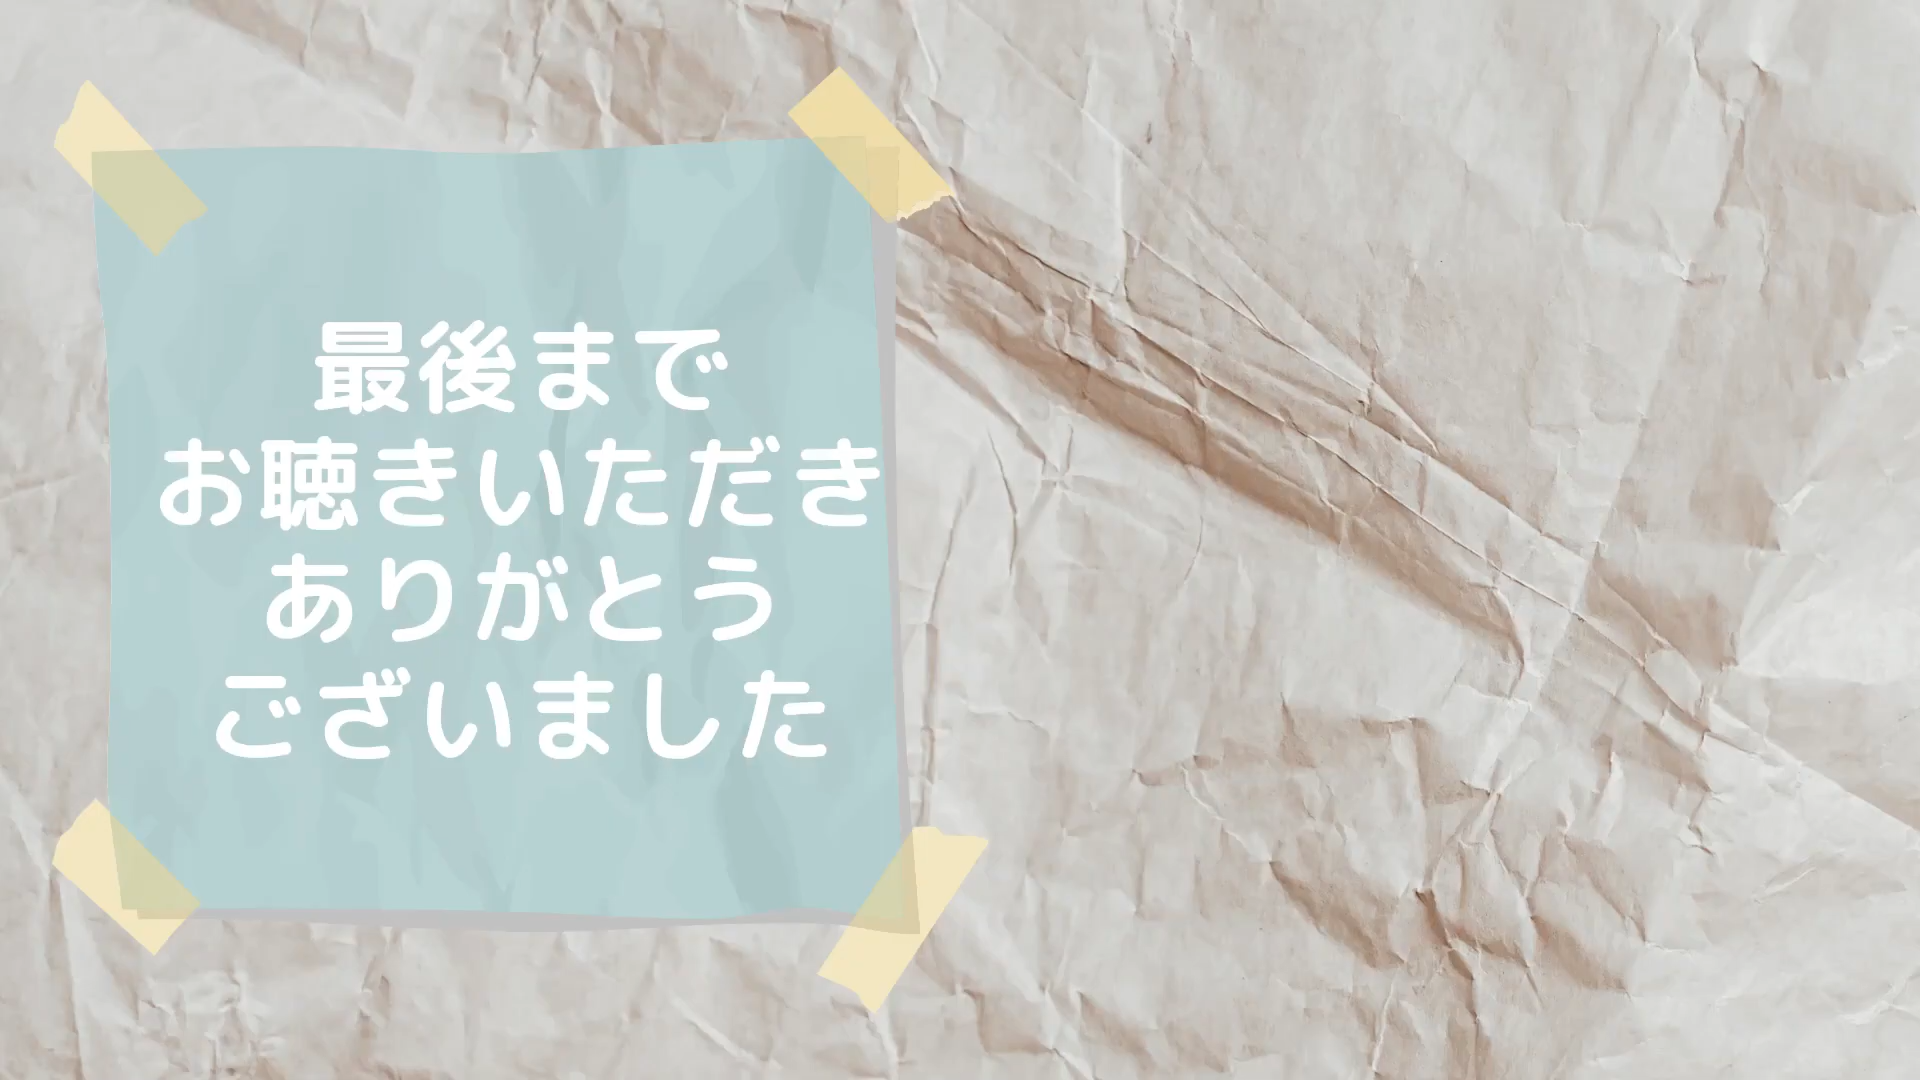 最後まで
お聴きいただき
ありがとう
ございました